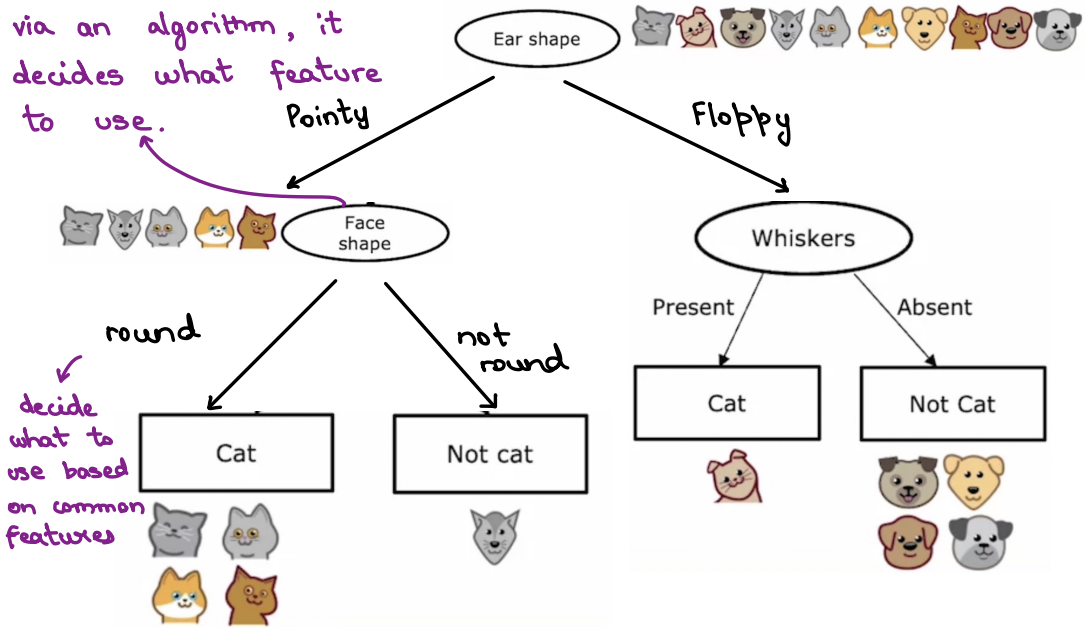 via an algorithm, it
decides what feature
to use.
Ear shape
Pointy
Floppy
Face
shape
Whiskers
round
not
round
Present
Absent
decide
what to
use based
on common
features
Cat
Not cat
Cat
Not Cat